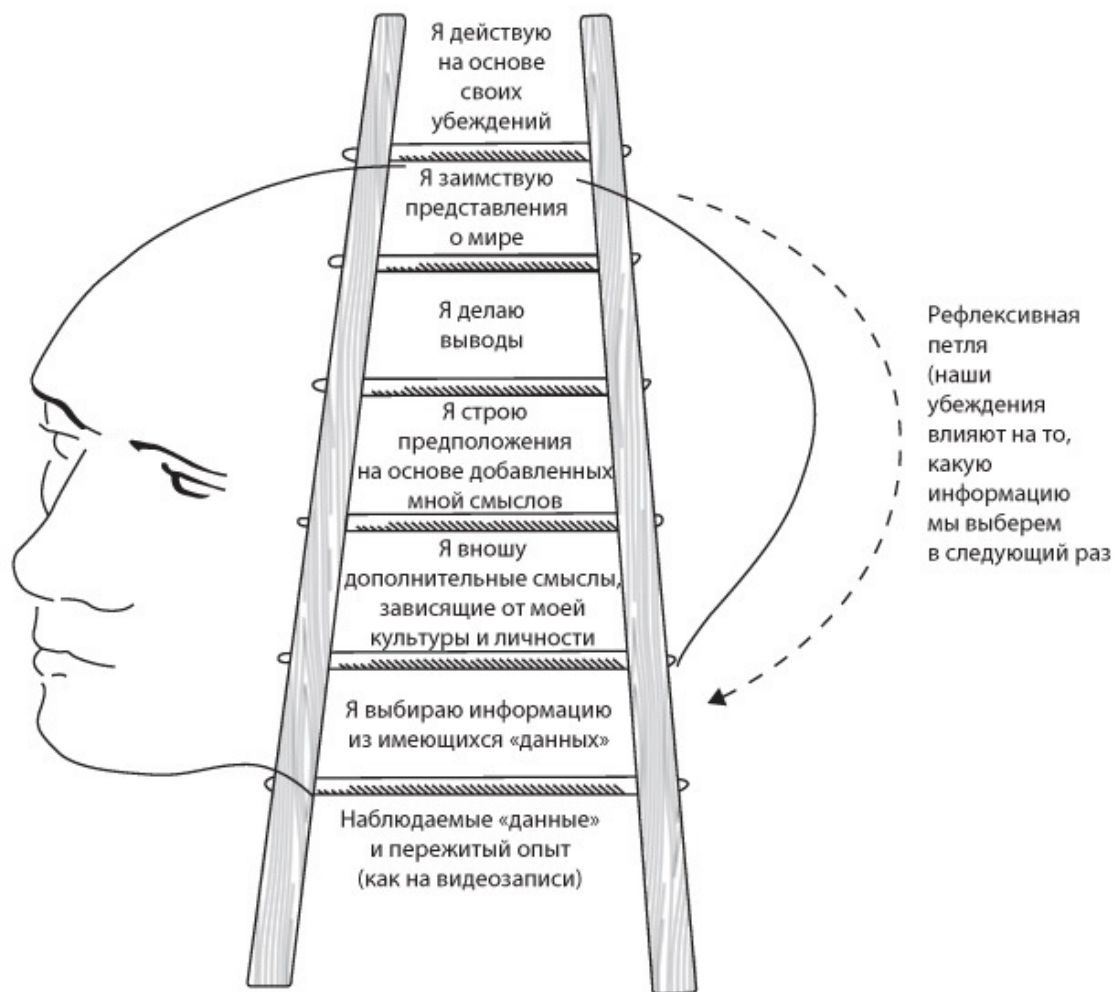 Я действую
на основе
своих
убеждений
Я заимствую
представления
о мире
Я делаю
выводы
Я строю
предположения
на основе добавленных
мной смыслов
Я вношу
дополнительные смыслы,
зависящие от моей
культуры и личности
Я выбираю информацию
из имеющихся «данных»
Наблюдаемые «данные»
и пережитый опыт
(как на видеозаписи)
Рефлексивная
петля
(наши
убеждения
влияют на то,
какую
информацию
мы выберем
в следующий раз